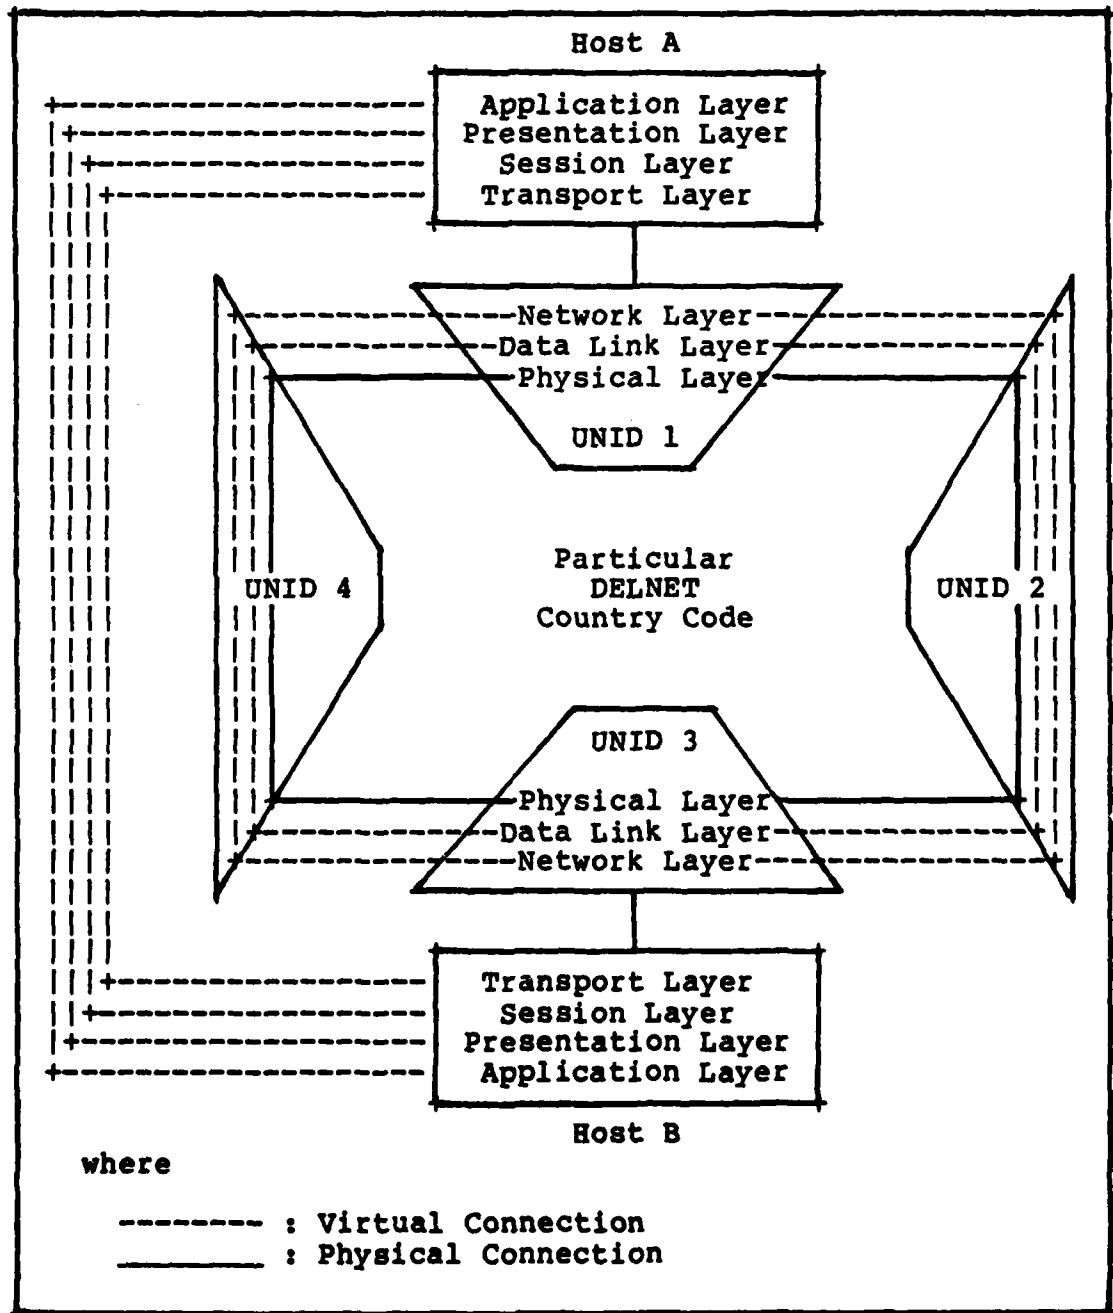 Host A
Application Layer
Presentation Layer
Session Layer
Transport Layer
Network Layer
Data Link Layer
Physical Layer
UNID 1
Particular
DELNET
Country Code
UNID 4
UNID 2
UNID 3
Physical Layer
Data Link Layer
Network Layer
Transport Layer
Session Layer
Presentation Layer
Application Layer
Host B
where
-------- : Virtual Connection
________ : Physical Connection